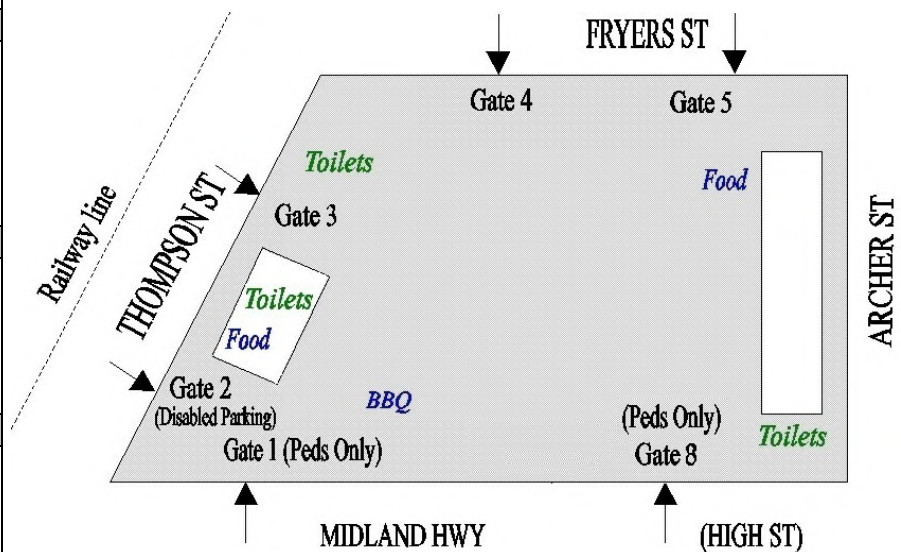 FRYERS ST
Gate 4
Gate 5
Toilets
Food
Railway line
THOMPSON ST
Gate 3
ARCHER ST
Toilets
Food
Gate 2
(Disabled Parking)
BBQ
Gate 1 (Peds Only)
(Peds Only)
Gate 8
Toilets
MIDLAND HWY
(HIGH ST)